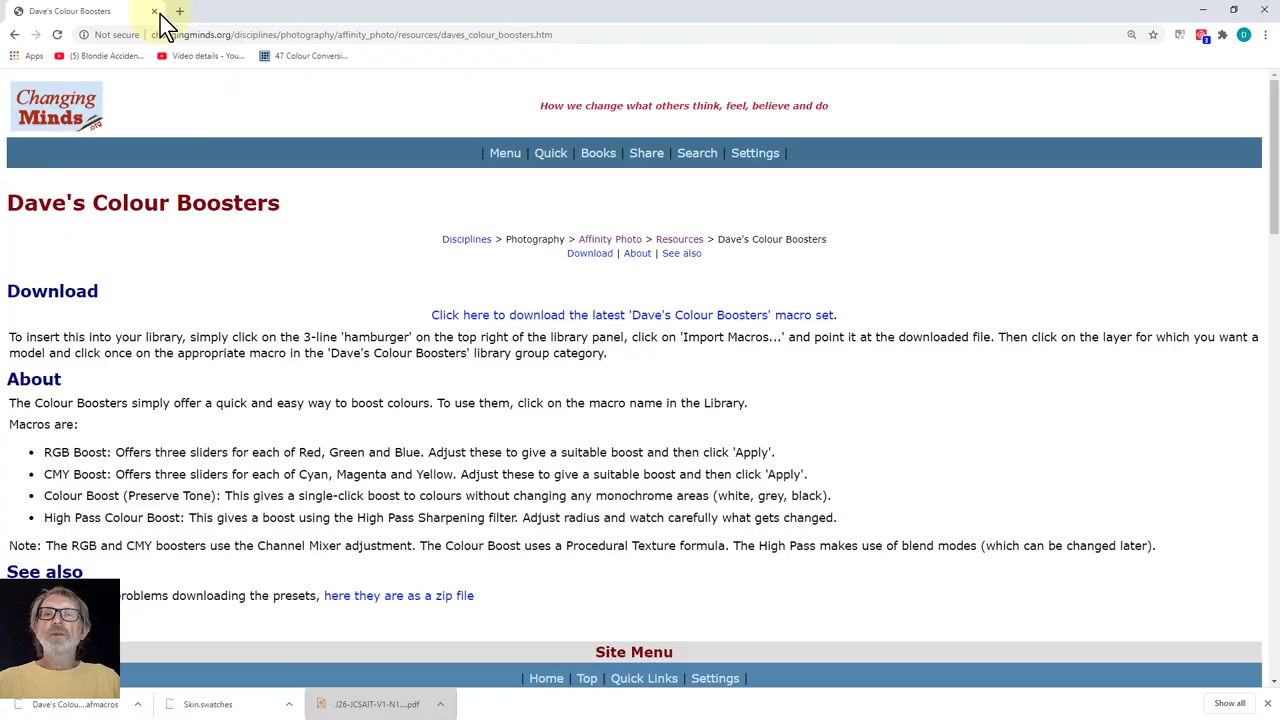 Dave's Colour Boosters
Not secure
changingminds.org/disciplines/photography/affinity_photo/resources/daves_colour_boosters.htm
D
3
Apps
(5) Blondie Acciden...
Video details - You...
47 Colour Conversi...
Changing
Minds.org
How we change what others think, feel, believe and do
| Menu | Quick | Books | Share | Search | Settings |
Dave's Colour Boosters
Disciplines > Photography > Affinity Photo > Resources > Dave's Colour Boosters
Download | About | See also
Download
Click here to download the latest 'Dave's Colour Boosters' macro set.
To insert this into your library, simply click on the 3-line 'hamburger' on the top right of the library panel, click on 'Import Macros...' and point it at the downloaded file. Then click on the layer for which you want a
model and click once on the appropriate macro in the 'Dave's Colour Boosters' library group category.
About
The Colour Boosters simply offer a quick and easy way to boost colours. To use them, click on the macro name in the Library.
Macros are:
• RGB Boost: Offers three sliders for each of Red, Green and Blue. Adjust these to give a suitable boost and then click 'Apply'.
• CMY Boost: Offers three sliders for each of Cyan, Magenta and Yellow. Adjust these to give a suitable boost and then click 'Apply'.
• Colour Boost (Preserve Tone): This gives a single-click boost to colours without changing any monochrome areas (white, grey, black).
• High Pass Colour Boost: This gives a boost using the High Pass Sharpening filter. Adjust radius and watch carefully what gets changed.
Note: The RGB and CMY boosters use the Channel Mixer adjustment. The Colour Boost uses a Procedural Texture formula. The High Pass makes use of blend modes (which can be changed later).
See also
problems downloading the presets, here they are as a zip file
Site Menu
| Home | Top | Quick Links | Settings |
Dave's Colou....afmacros
Skin.swatches
J26-JCSAIT-V1-N1....pdf
Show all